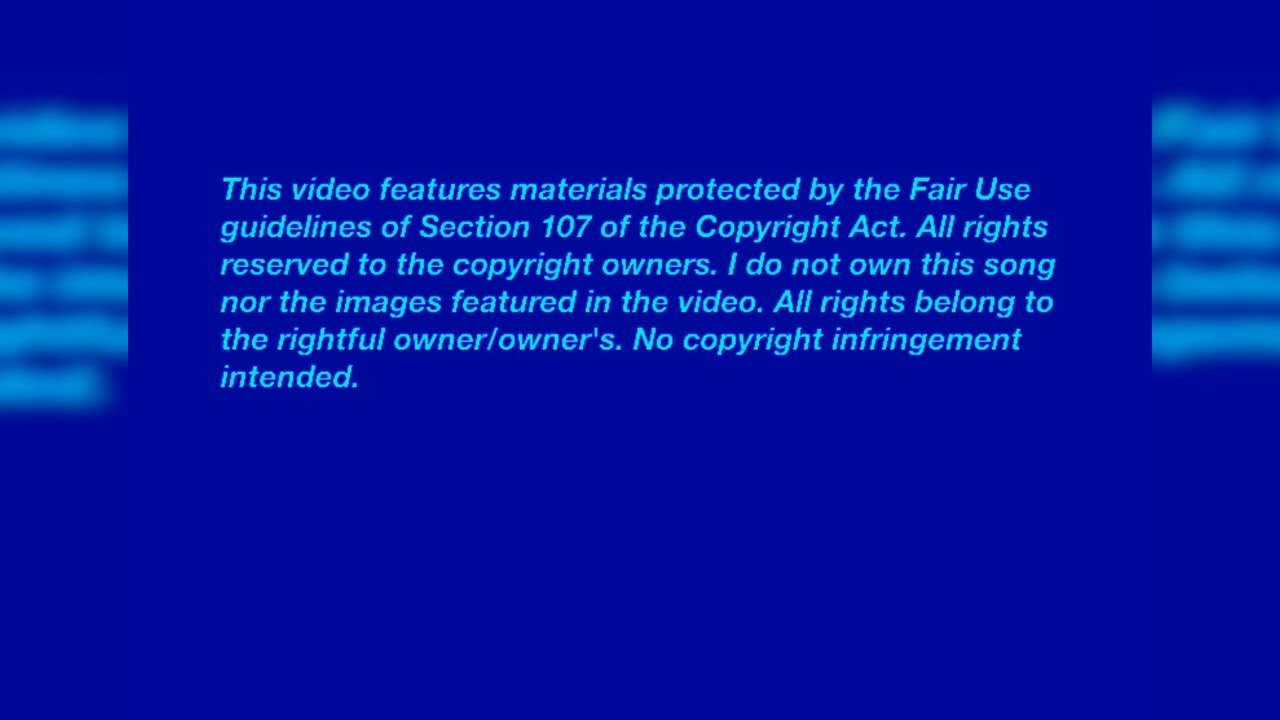 This video features materials protected by the Fair Use
guidelines of Section 107 of the Copyright Act. All rights
reserved to the copyright owners. I do not own this song
nor the images featured in the video. All rights belong to
the rightful owner/owner's. No copyright infringement
intended.